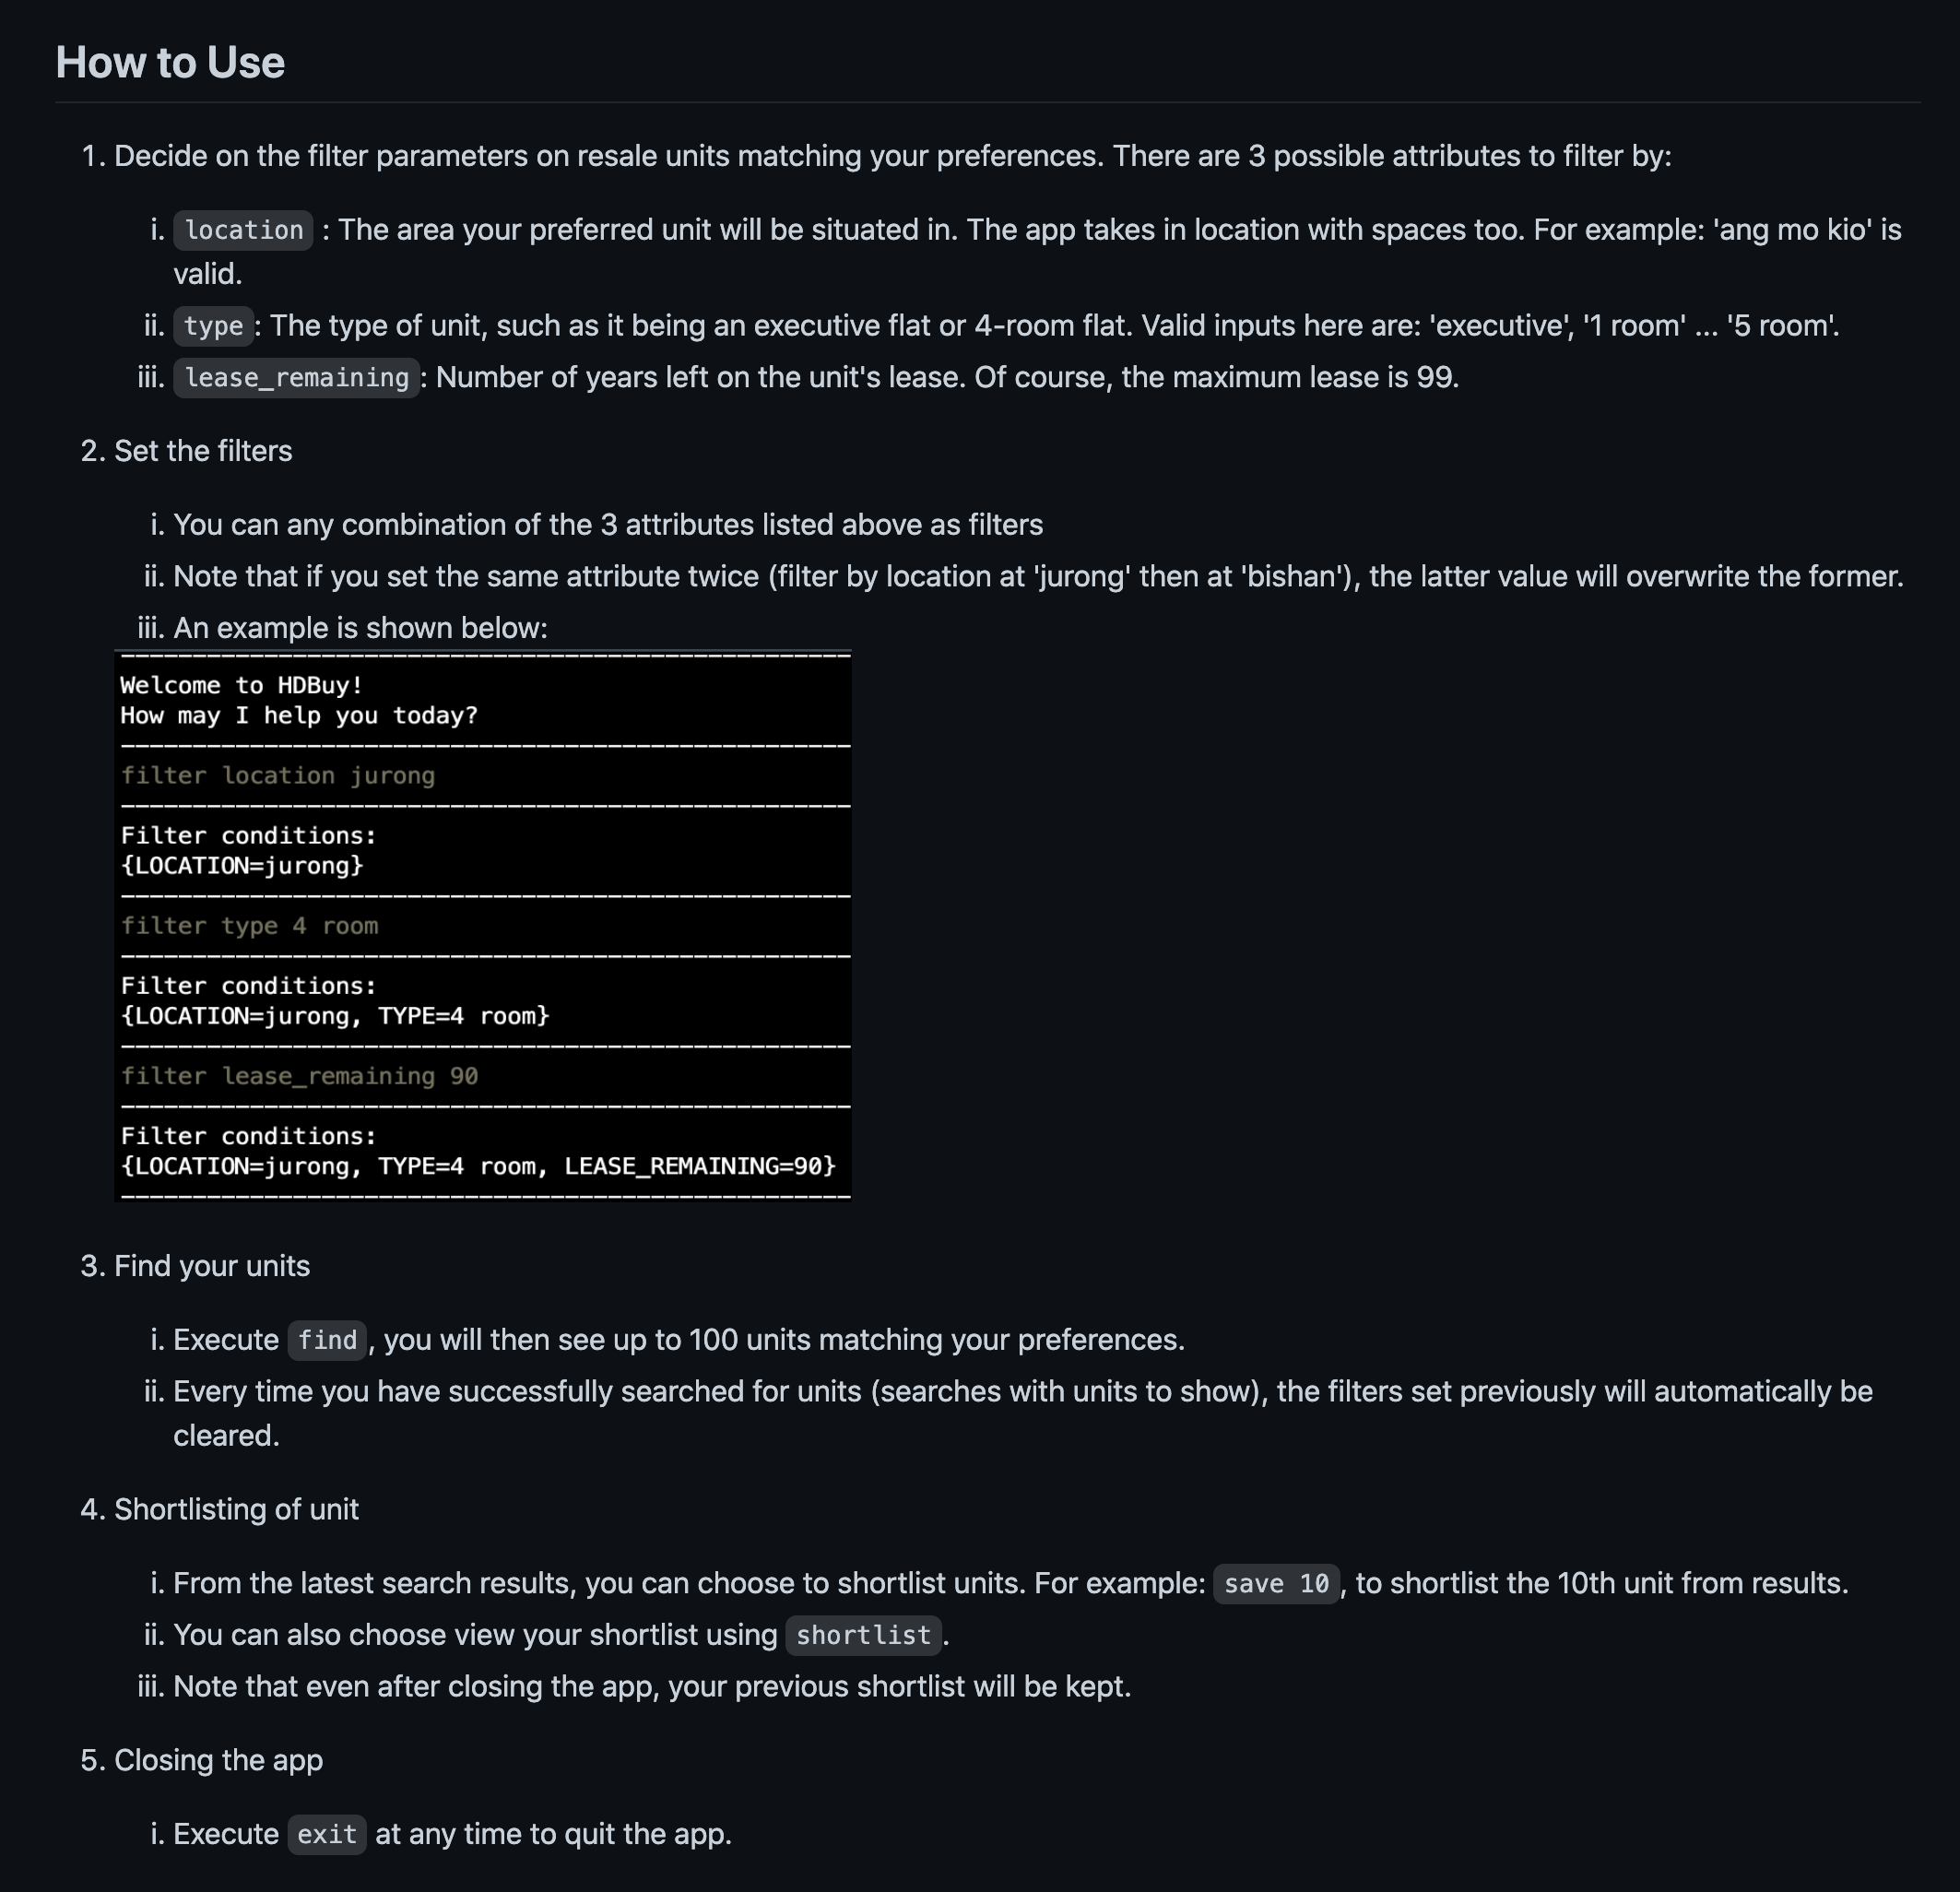 How to Use
1. Decide on the filter parameters on resale units matching your preferences. There are 3 possible attributes to filter by:
i. location : The area your preferred unit will be situated in. The app takes in location with spaces too. For example: 'ang mo kio' is
valid.
ii. type: The type of unit, such as it being an executive flat or 4-room flat. Valid inputs here are: 'executive', '1 room' ... '5 room'.
iii. lease_remaining: Number of years left on the unit's lease. Of course, the maximum lease is 99.
2. Set the filters
i. You can any combination of the 3 attributes listed above as filters
ii. Note that if you set the same attribute twice (filter by location at 'jurong' then at 'bishan'), the latter value will overwrite the former.
iii. An example is shown below:
Welcome to HDBuy!
How may I help you today?
filter location jurong
Filter conditions:
{LOCATION=jurong}
filter type 4 room
Filter conditions:
{LOCATION=jurong, TYPE=4 room}
filter lease_remaining 90
Filter conditions:
{LOCATION=jurong, TYPE=4 room, LEASE_REMAINING=90}
3. Find your units
i. Execute find, you will then see up to 100 units matching your preferences.
ii. Every time you have successfully searched for units (searches with units to show), the filters set previously will automatically be
cleared.
4. Shortlisting of unit
i. From the latest search results, you can choose to shortlist units. For example: save 10, to shortlist the 10th unit from results.
ii. You can also choose view your shortlist using shortlist.
iii. Note that even after closing the app, your previous shortlist will be kept.
5. Closing the app
i. Execute exit at any time to quit the app.